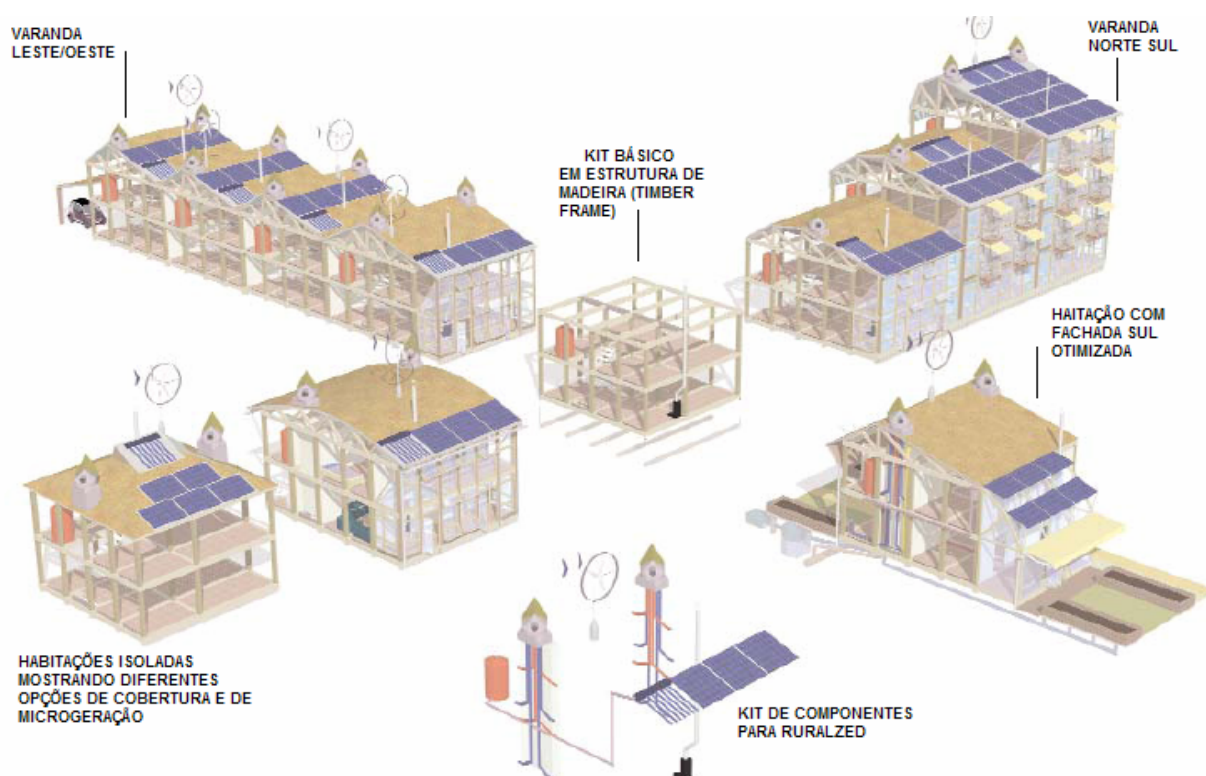 VARANDA
LESTE/OESTE
VARANDA
NORTE SUL
KIT BÁSICO
EM ESTRUTURA DE
MADEIRA (TIMBER
FRAME)
HAITAÇÃO COM
FACHADA SUL
OTIMIZADA
HABITAÇÕES ISOLADAS
MOSTRANDO DIFERENTES
OPÇÕES DE COBERTURA E DE
MICROGERAÇÃO
KIT DE COMPONENTES
PARA RURALZED